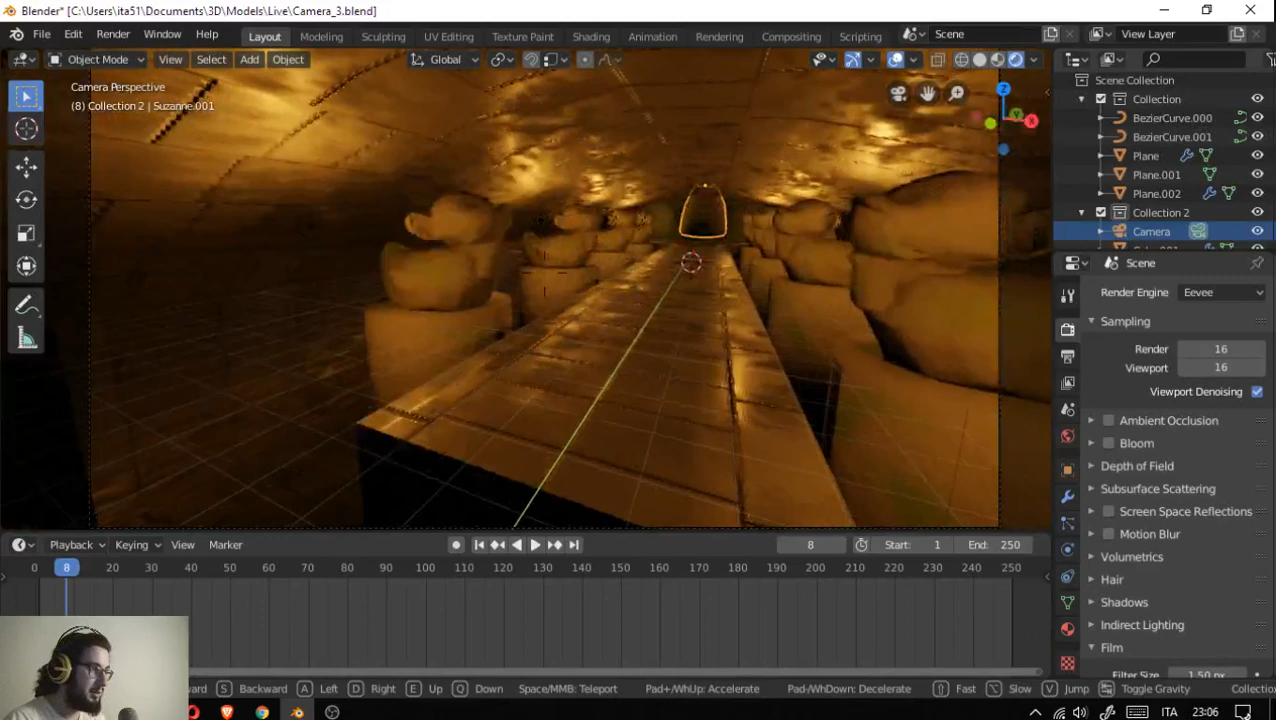 Blender* [C:\Users\ita51\Documents\3D\Models\Live\Camera_3.blend]
File Edit Render Window Help Layout Modeling Sculpting UV Editing Texture Paint Shading Animation Rendering Compositing Scripting Scene View Layer
Object Mode View Select Add Object Global
Camera Perspective
(8) Collection 2 | Suzanne.001
Z
Y
X
Scene Collection
Collection
BezierCurve.000
BezierCurve.001
Plane
Plane.001
Plane.002
Collection 2
Camera
Scene
Render Engine Eevee
Sampling
Render 16
Viewport 16
Viewport Denoising
Ambient Occlusion
Bloom
Depth of Field
Subsurface Scattering
Screen Space Reflections
Motion Blur
Volumetrics
Hair
Shadows
Indirect Lighting
Film
Filter Size 1.50 px
Playback Keying View Marker 8 Start: 1 End: 250
0 8 20 30 40 50 60 70 80 90 100 110 120 130 140 150 160 170 180 190 200 210 220 230 240 250
ward S Backward A Left D Right E Up Q Down Space/MMB: Teleport Pad+/WhUp: Accelerate Pad-/WhDown: Decelerate Fast Slow V Jump Toggle Gravity Collectio
ITA 23:06